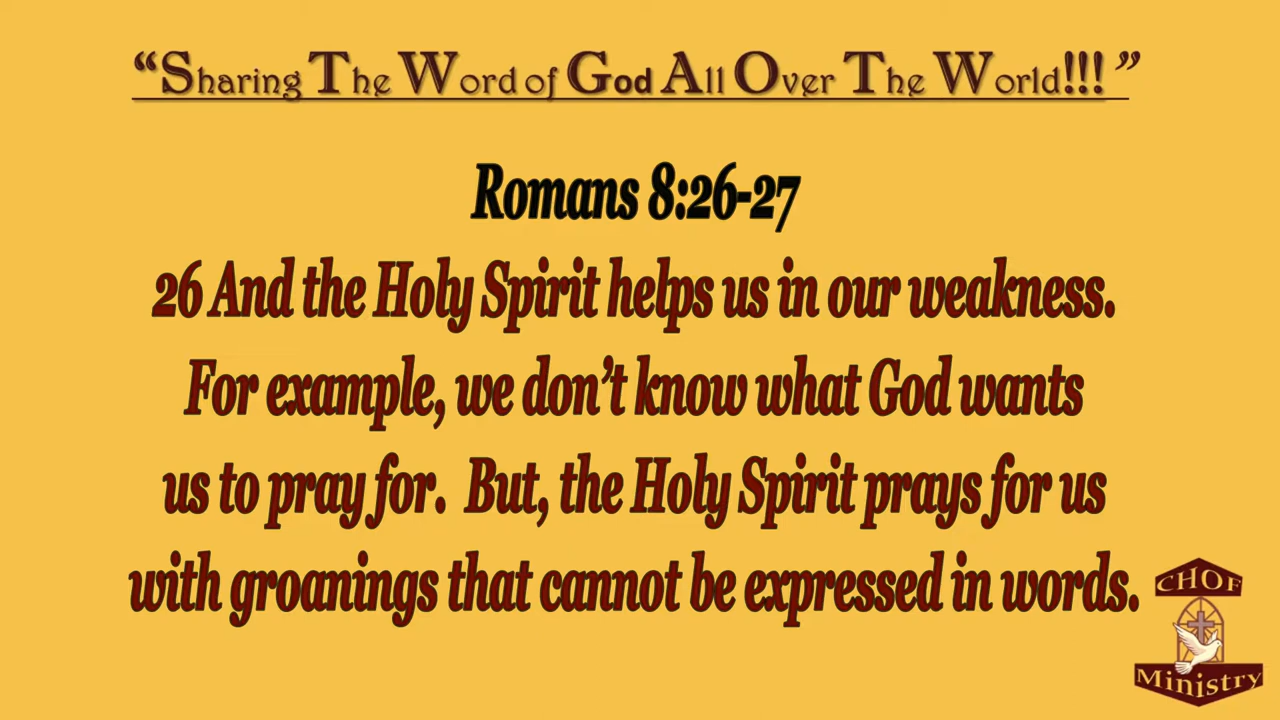 “Sharing The Word of God All Over The World!!!”
Romans 8:26-27
26 And the Holy Spirit helps us in our weakness.
For example, we don’t know what God wants
us to pray for.  But, the Holy Spirit prays for us
with groanings that cannot be expressed in words.
CHOF
Ministry